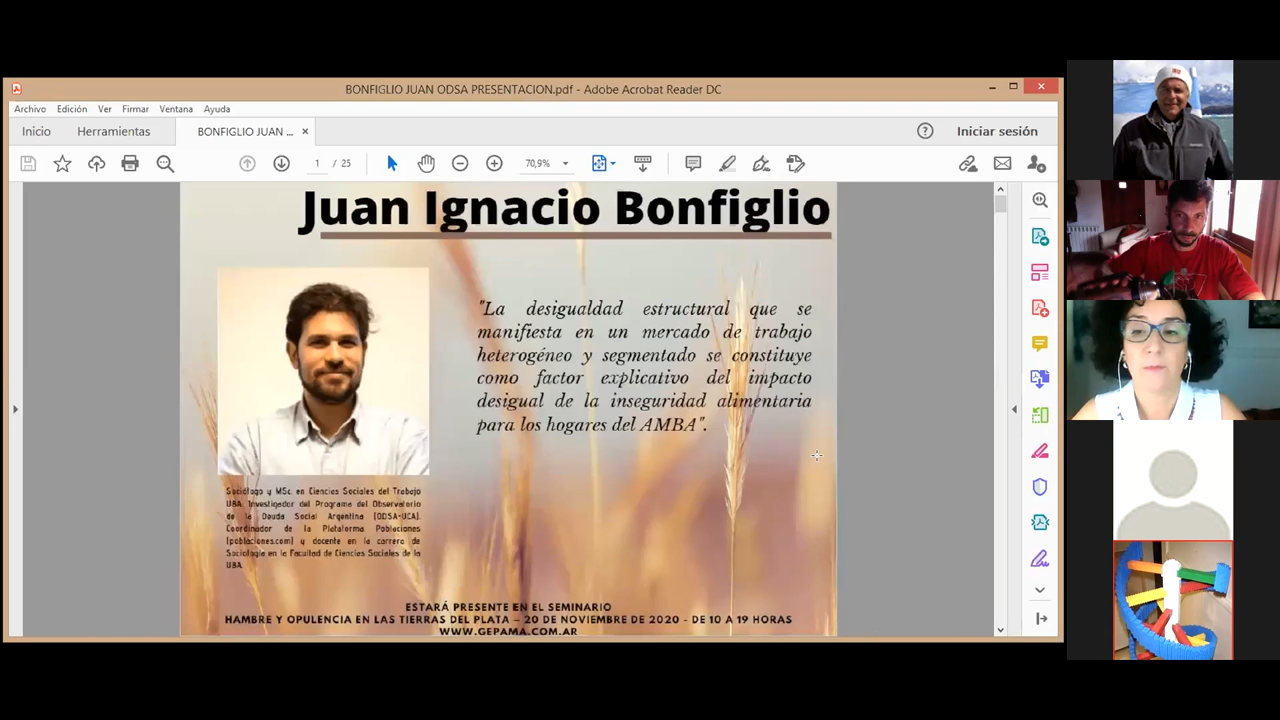 BONFIGLIO JUAN ODSA PRESENTACION.pdf - Adobe Acrobat Reader DC
Archivo Edición Ver Firmar Ventana Ayuda
Inicio Herramientas BONFIGLIO JUAN ... × Iniciar sesión
1 / 25 70,9%
Juan Ignacio Bonfiglio
"La desigualdad estructural que se
manifiesta en un mercado de trabajo
heterogéneo y segmentado se constituye
como factor explicativo del impacto
desigual de la inseguridad alimentaria
para los hogares del AMBA".
Sociólogo y MSc. en Ciencias Sociales del Trabajo
UBA. Investigador del Programa del Observatorio
de la Deuda Social Argentina (ODSA-UCA).
Coordinador de la Plataforma Poblaciones
(poblaciones.com) y docente en la carrera de
Sociología en la Facultad de Ciencias Sociales de la
UBA
ESTARÁ PRESENTE EN EL SEMINARIO
HAMBRE Y OPULENCIA EN LAS TIERRAS DEL PLATA – 20 DE NOVIEMBRE DE 2020 - DE 10 A 19 HORAS
WWW.GEPAMA.COM.AR